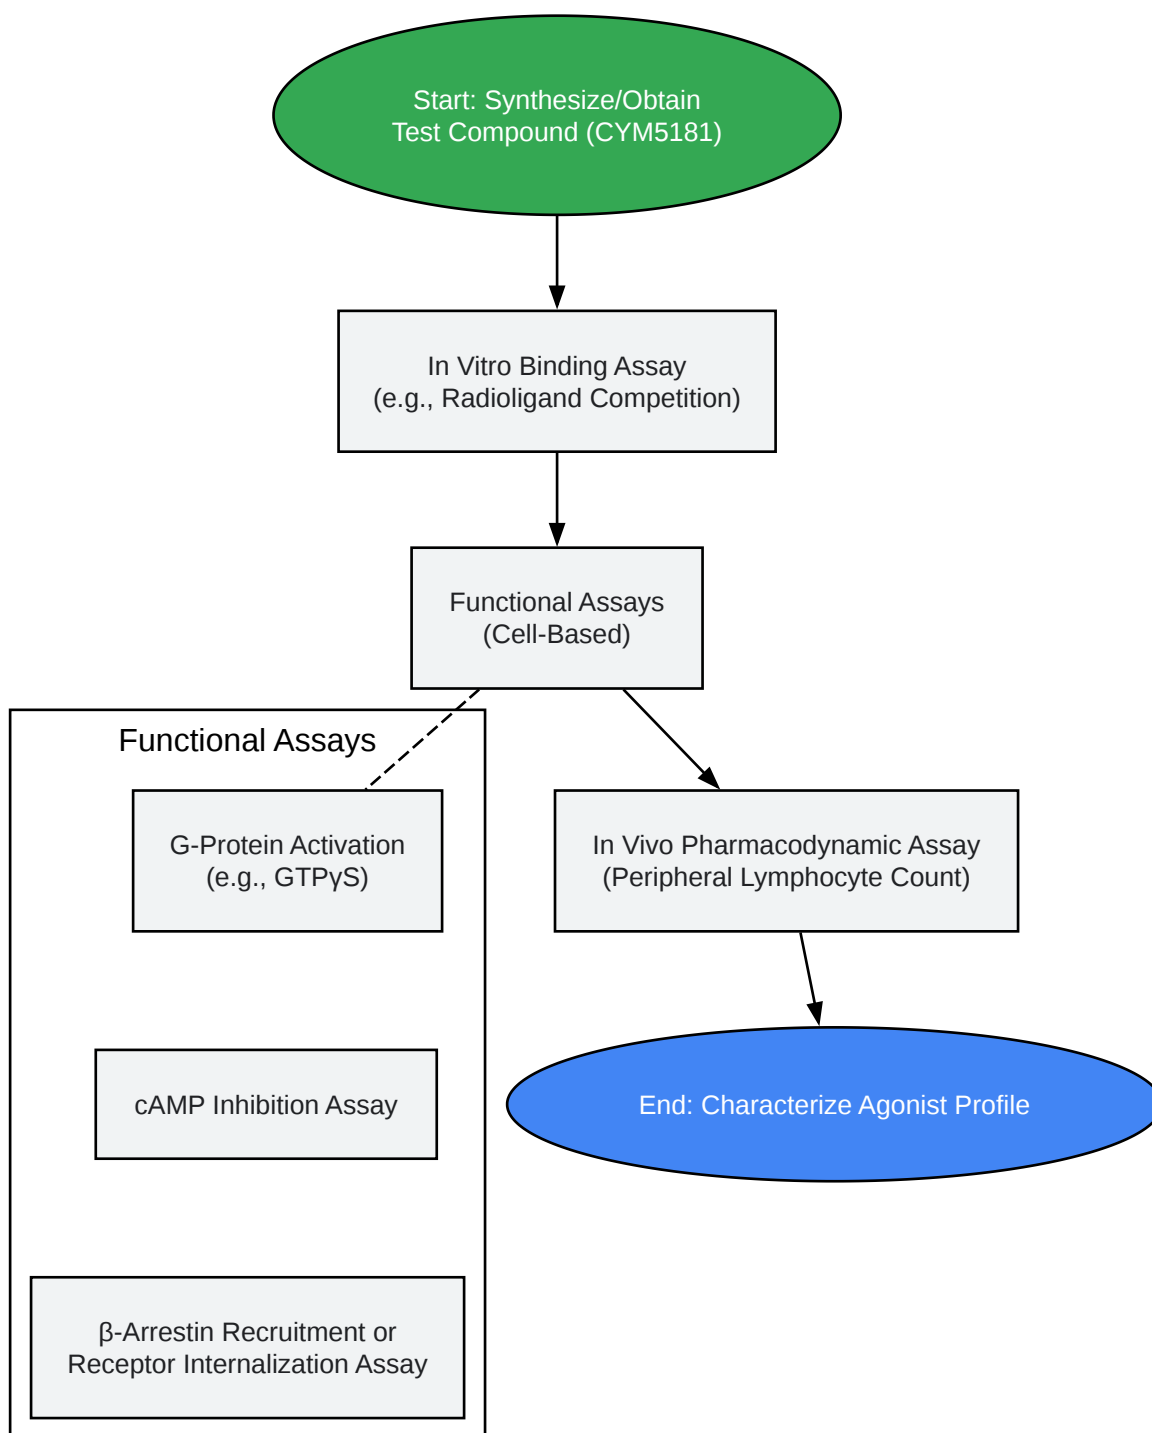 Start: Synthesize/Obtain
Test Compound (CYM5181)
In Vitro Binding Assay
(e.g., Radioligand Competition)
Functional Assays
(Cell-Based)
Functional Assays
G-Protein Activation
(e.g., GTPγS)
In Vivo Pharmacodynamic Assay
(Peripheral Lymphocyte Count)
cAMP Inhibition Assay
End: Characterize Agonist Profile
β-Arrestin Recruitment or
Receptor Internalization Assay